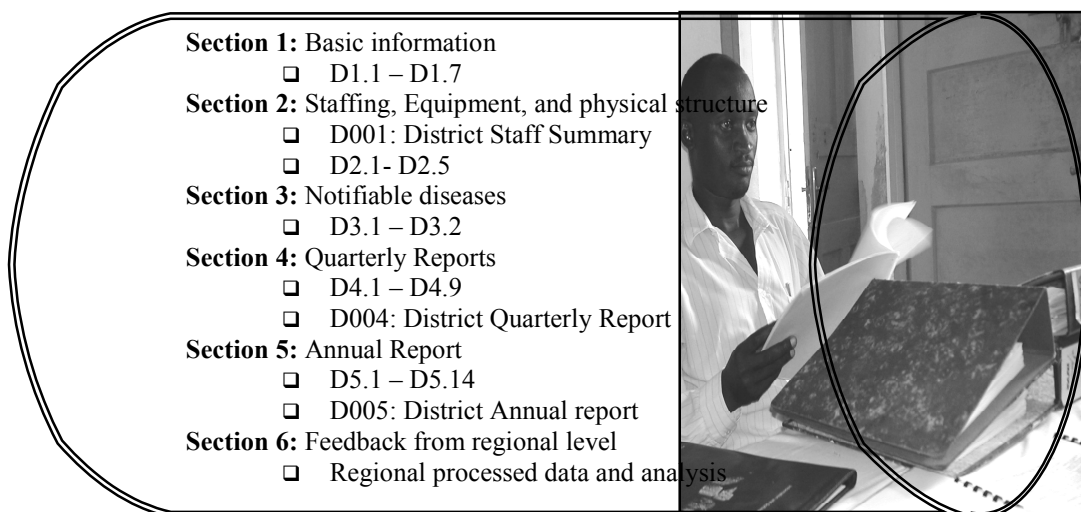 Section 1: Basic information
❑ D1.1 – D1.7
Section 2: Staffing, Equipment, and physical structure
❑ D001: District Staff Summary
❑ D2.1- D2.5
Section 3: Notifiable diseases
❑ D3.1 – D3.2
Section 4: Quarterly Reports
❑ D4.1 – D4.9
❑ D004: District Quarterly Report
Section 5: Annual Report
❑ D5.1 – D5.14
❑ D005: District Annual report
Section 6: Feedback from regional level
❑ Regional processed data and analysis